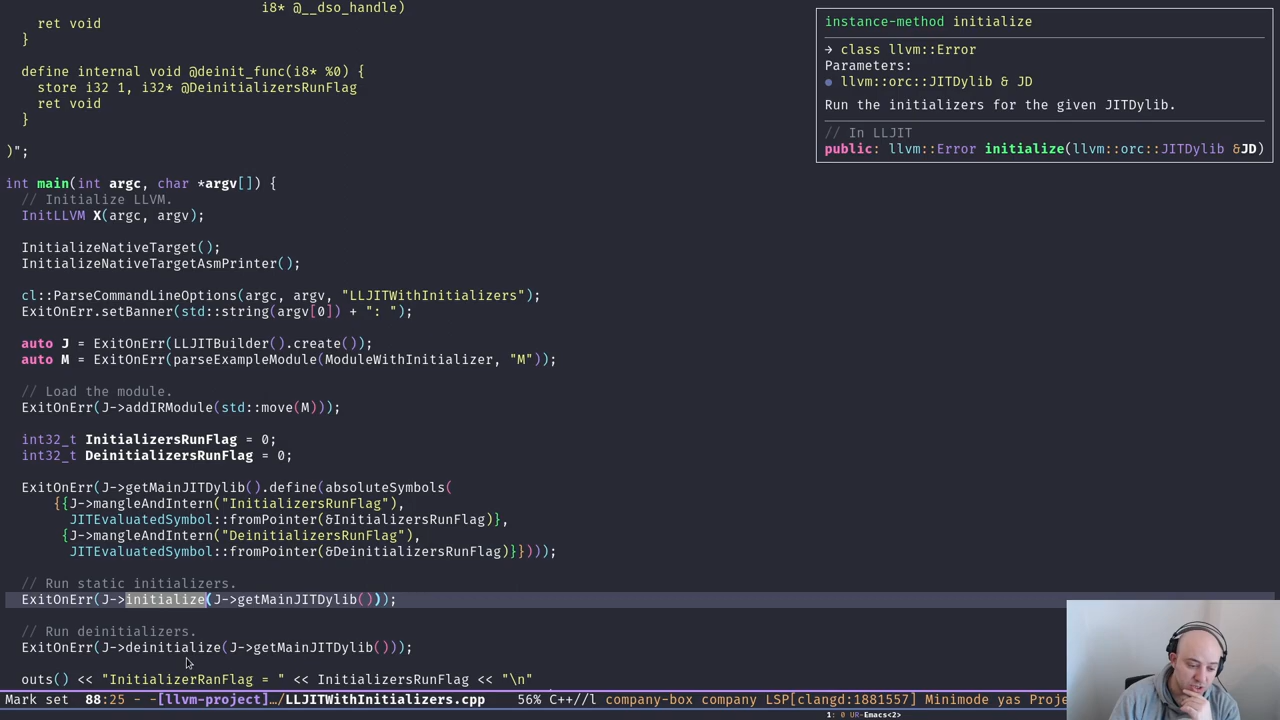 i8* @__dso_handle)
ret void
}
define internal void @deinit_func(i8* %0) {
store i32 1, i32* @DeinitializersRunFlag
ret void
}
)";
int main(int argc, char *argv[]) {
// Initialize LLVM.
InitLLVM X(argc, argv);
InitializeNativeTarget();
InitializeNativeTargetAsmPrinter();
cl::ParseCommandLineOptions(argc, argv, "LLJITWithInitializers");
ExitOnErr.setBanner(std::string(argv[0]) + ": ");
auto J = ExitOnErr(LLJITBuilder().create());
auto M = ExitOnErr(parseExampleModule(ModuleWithInitializer, "M"));
// Load the module.
ExitOnErr(J->addIRModule(std::move(M)));
int32_t InitializersRunFlag = 0;
int32_t DeinitializersRunFlag = 0;
ExitOnErr(J->getMainJITDylib().define(absoluteSymbols(
{{J->mangleAndIntern("InitializersRunFlag"),
JITEvaluatedSymbol::fromPointer(&InitializersRunFlag)},
{J->mangleAndIntern("DeinitializersRunFlag"),
JITEvaluatedSymbol::fromPointer(&DeinitializersRunFlag)}})));
// Run static initializers.
ExitOnErr(J->initialize(J->getMainJITDylib()));
// Run deinitializers.
ExitOnErr(J->deinitialize(J->getMainJITDylib()));
outs() << "InitializerRanFlag = " << InitializersRunFlag << "\n"
instance-method initialize
→ class llvm::Error
Parameters:
● llvm::orc::JITDylib & JD
Run the initializers for the given JITDylib.
// In LLJIT
public: llvm::Error initialize(llvm::orc::JITDylib &JD)
Mark set 88:25 - -[llvm-project]…/LLJITWithInitializers.cpp 56% C++//l company-box company LSP[clangd:1881557] Minimode yas Proje
1: 0 UR-Emacs<2>